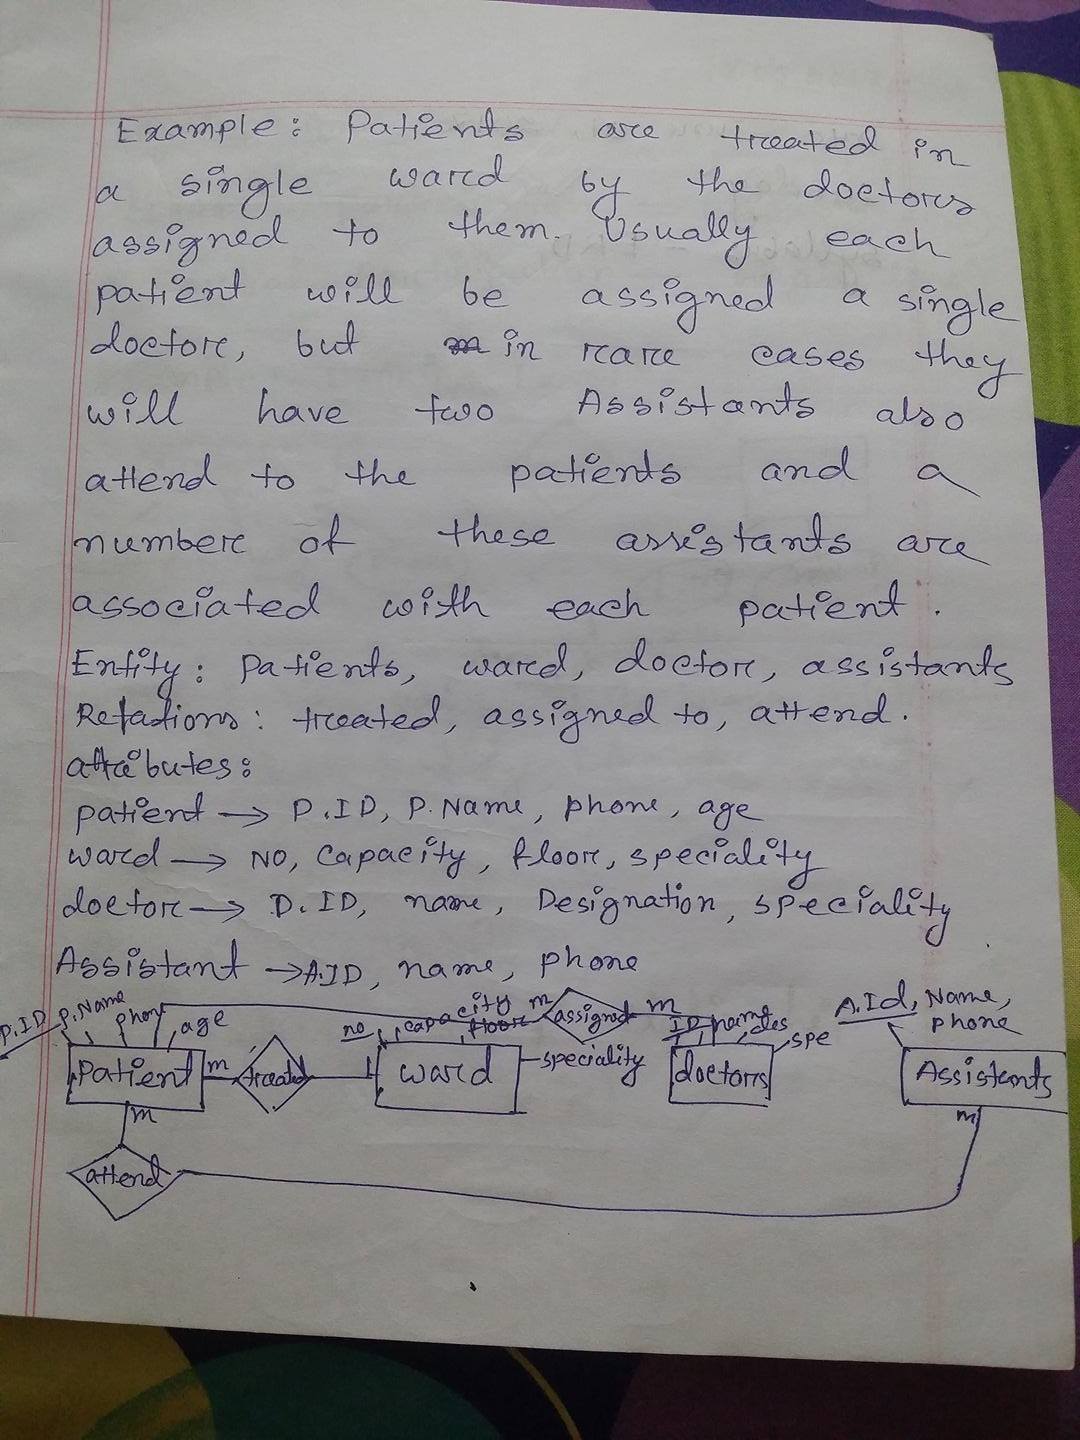 Example: Patients are treated in
a single ward by the doctors
assigned to them. Usually each
patient will be assigned a single
doctor, but in rare cases they
will have two Assistants also
attend to the patients and a
number of these assistants are
associated with each patient.
Entity: patients, ward, doctor, assistants
Relations: treated, assigned to, attend.
attributes:
patient → P.ID, P.Name, phone, age
ward → NO, Capacity, floor, speciality
doctor → D.ID, name, Designation, speciality
Assistant → A.ID, name, phone
P.ID P.Name phone age
no capacity floor speciality
m assigned m
ID, name, des spe
A.Id, Name,
phone
Patient m treated 1 ward doctors Assistants
m m
attend